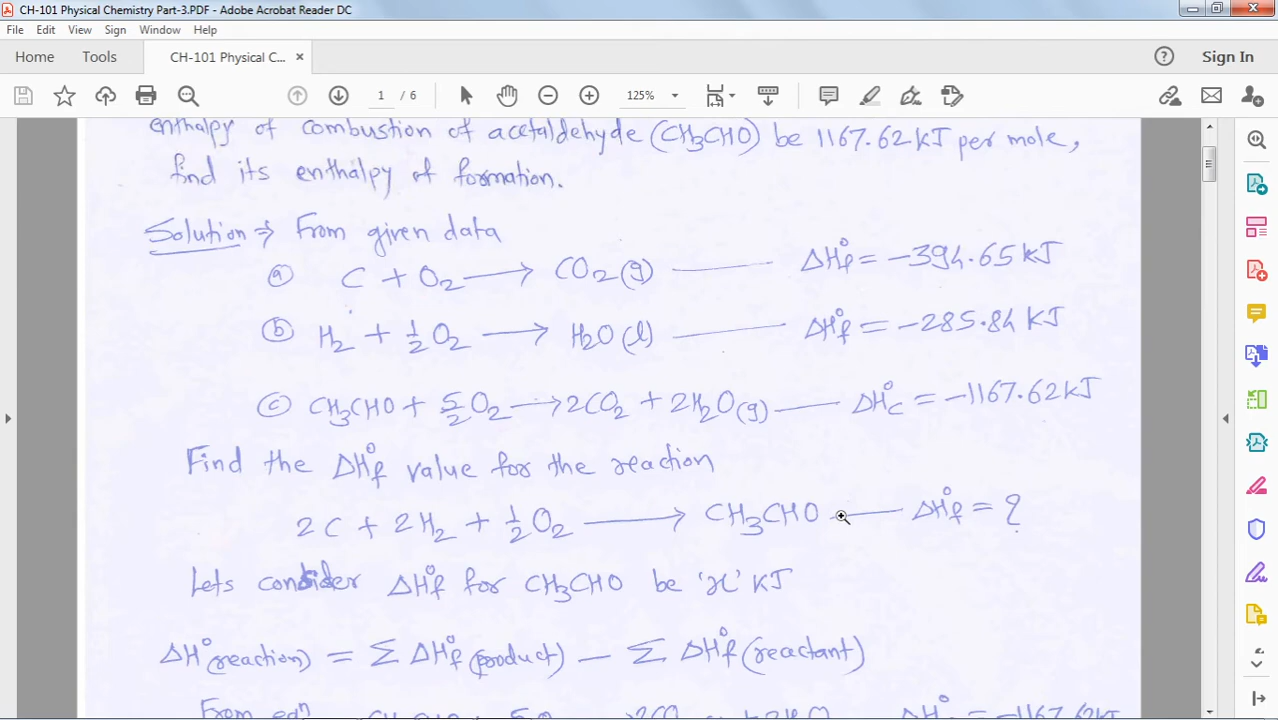 CH-101 Physical Chemistry Part-3.PDF - Adobe Acrobat Reader DC
File Edit View Sign Window Help
Home Tools CH-101 Physical C... × Sign In
1 / 6 125%
enthalpy of combustion of acetaldehyde (CH₃CHO) be 1167.62 KJ per mole,
find its enthalpy of formation.
Solution ⇒ From given data
ⓐ C + O₂ ⟶ CO₂(g) — ΔH°f = -394.65 KJ
ⓑ H₂ + ½O₂ ⟶ H₂O(l) — ΔH°f = -285.84 KJ
ⓒ CH₃CHO + 5/2 O₂ ⟶ 2CO₂ + 2H₂O(g) — ΔH°c = -1167.62 KJ
Find the ΔH°f value for the reaction
2C + 2H₂ + ½O₂ ⟶ CH₃CHO — ΔH°f = ?
Lets consider ΔH°f for CH₃CHO be 'x' KJ
ΔH°(reaction) = Σ ΔH°f (product) - Σ ΔH°f (reactant)